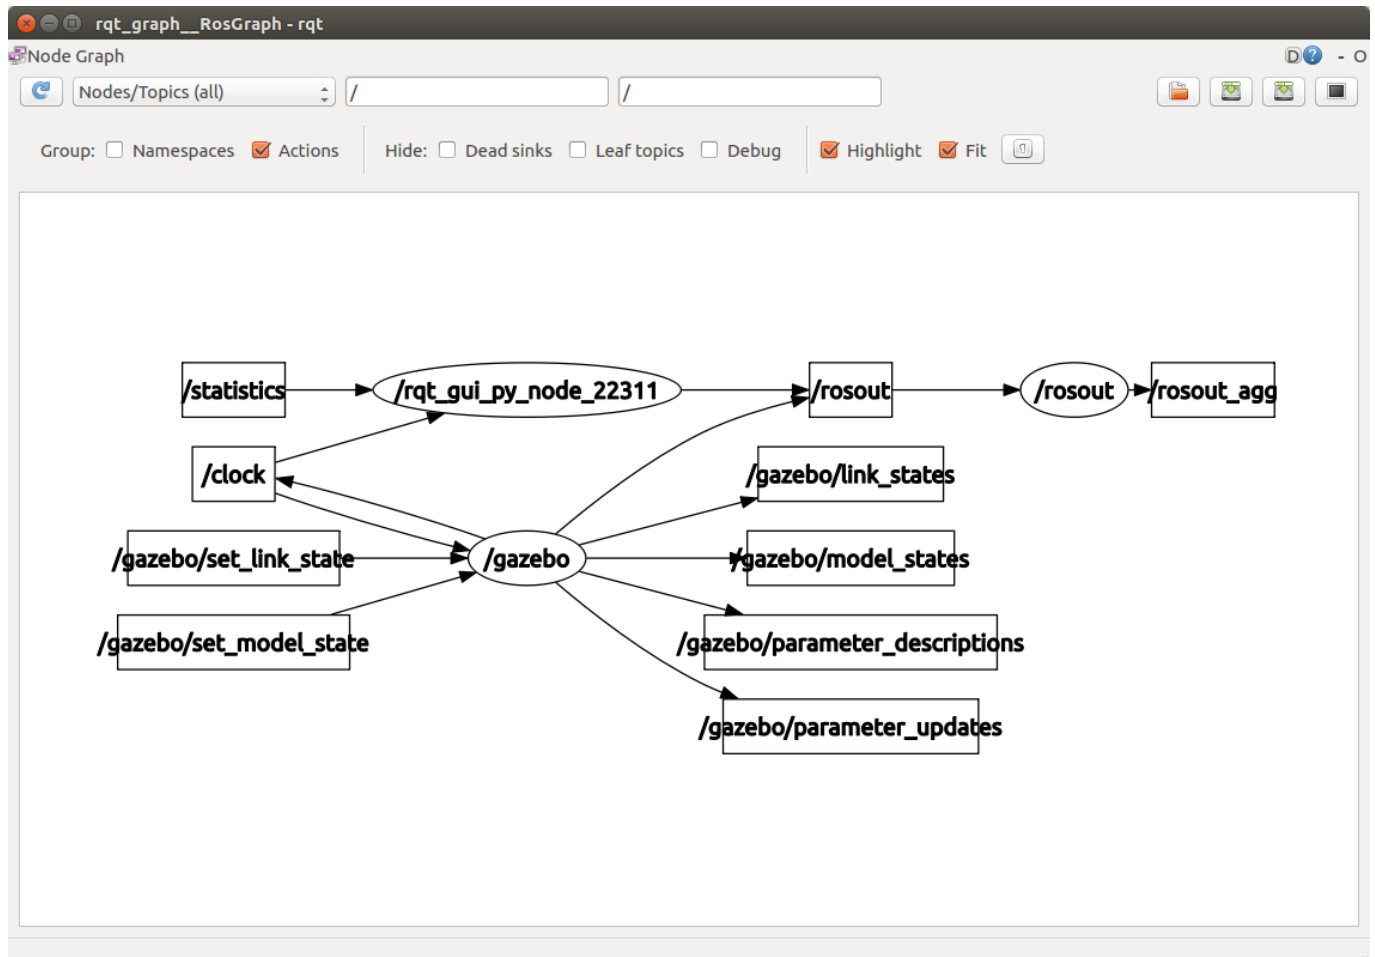 rqt_graph__RosGraph - rqt
Node Graph
D ? - O
Nodes/Topics (all) / /
Group: Namespaces Actions Hide: Dead sinks Leaf topics Debug Highlight Fit
/statistics /rqt_gui_py_node_22311 /rosout /rosout /rosout_agg
/clock /gazebo/link_states
/gazebo/set_link_state /gazebo /gazebo/model_states
/gazebo/set_model_state /gazebo/parameter_descriptions
/gazebo/parameter_updates